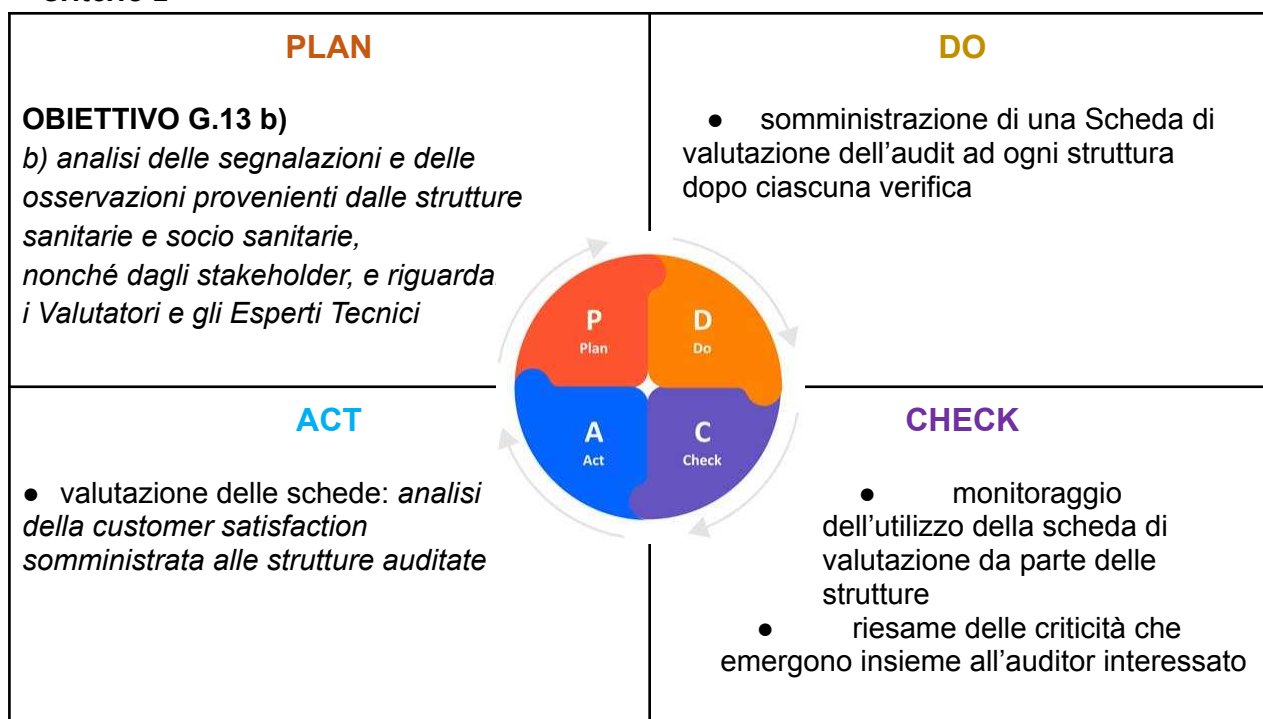 PLAN
OBIETTIVO G.13 b)
b) analisi delle segnalazioni e delle
osservazioni provenienti dalle strutture
sanitarie e socio sanitarie,
nonché dagli stakeholder, e riguarda
i Valutatori e gli Esperti Tecnici
DO
● somministrazione di una Scheda di
valutazione dell’audit ad ogni struttura
dopo ciascuna verifica
P
Plan
D
Do
A
Act
C
Check
ACT
● valutazione delle schede: analisi
della customer satisfaction
somministrata alle strutture auditate
CHECK
● monitoraggio
dell’utilizzo della scheda di
valutazione da parte delle
strutture
● riesame delle criticità che
emergono insieme all’auditor interessato